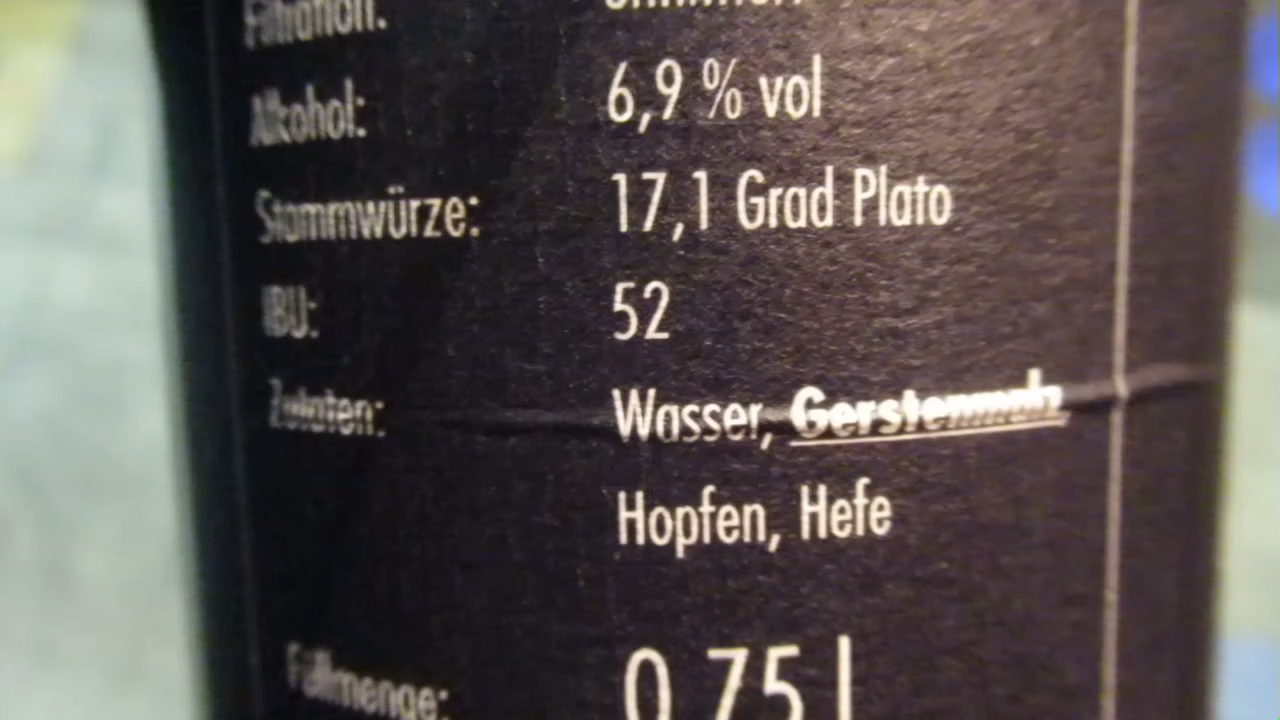 Filtration:
Alkohol: 6,9 % vol
Stammwürze: 17,1 Grad Plato
IBU: 52
Zutaten: Wasser, Gerstenmalz
Hopfen, Hefe
Füllmenge: 0,75 l